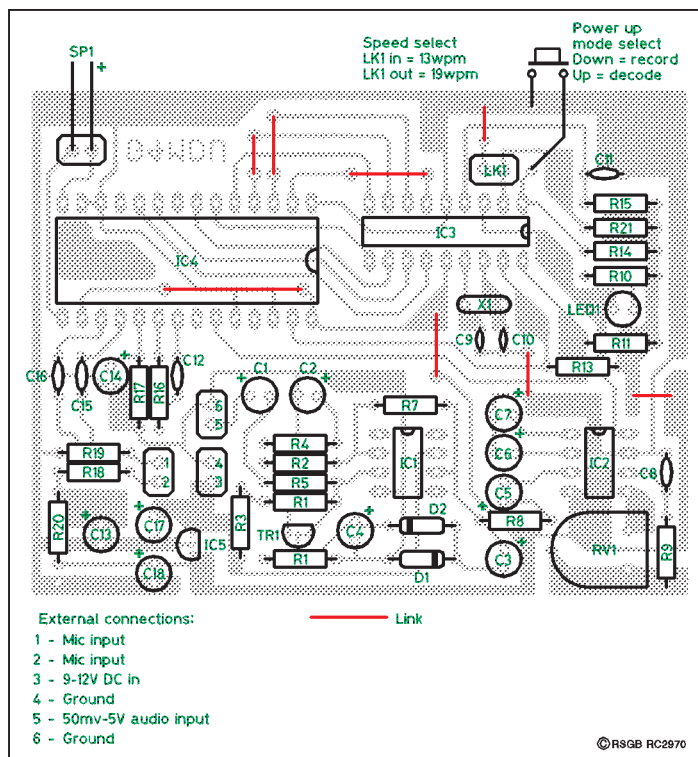 SP1
+
Speed select
LK1 in = 13wpm
LK1 out = 19wpm
Power up
mode select
Down = record
Up = decode
LK1
C11
R15
R21
R14
R10
IC3
IC4
LED1
X1
C9
C10
R11
R13
C16
C15
C14
+
R17
R16
C12
C1
+
C2
+
6
5
R7
C7
+
C6
+
C5
+
IC1
IC2
C8
R19
R18
1
2
4
3
R4
R2
R5
R1
R20
C13
+
C17
+
C18
+
IC5
R3
TR1
R1
C4
+
D2
D1
R8
C3
+
RV1
R9
External connections:
Link
1 - Mic input
2 - Mic input
3 - 9-12V DC in
4 - Ground
5 - 50mv-5V audio input
6 - Ground
©RSGB RC2970